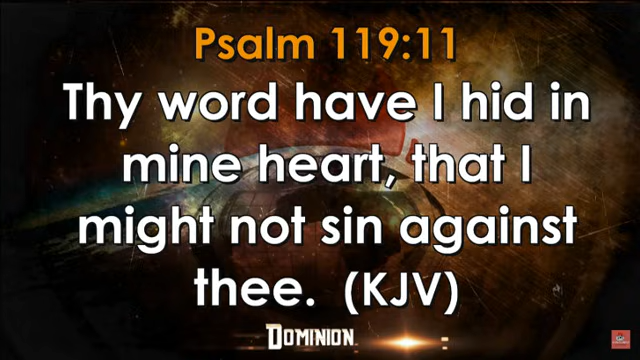 Psalm 119:11
Thy word have I hid in
mine heart, that I
might not sin against
thee. (KJV)
DOMINION